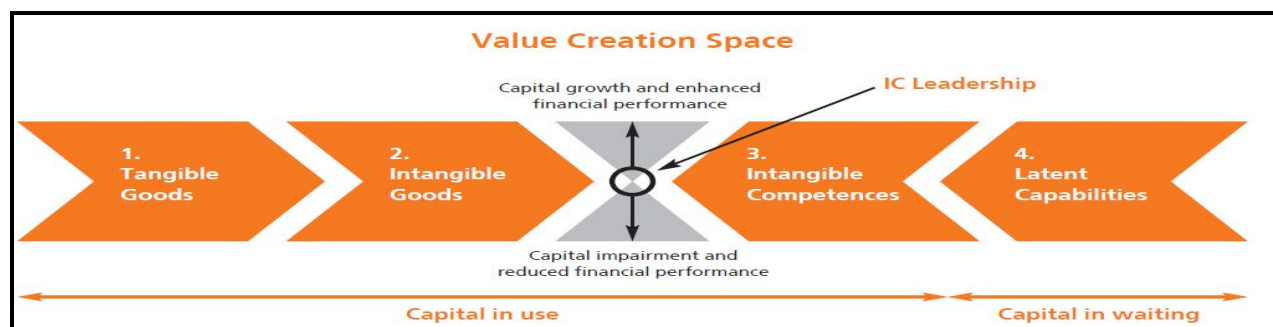 Value Creation Space
Capital growth and enhanced
financial performance
IC Leadership
1.
Tangible
Goods
2.
Intangible
Goods
3.
Intangible
Competences
4.
Latent
Capabilities
Capital impairment and
reduced financial performance
Capital in use
Capital in waiting